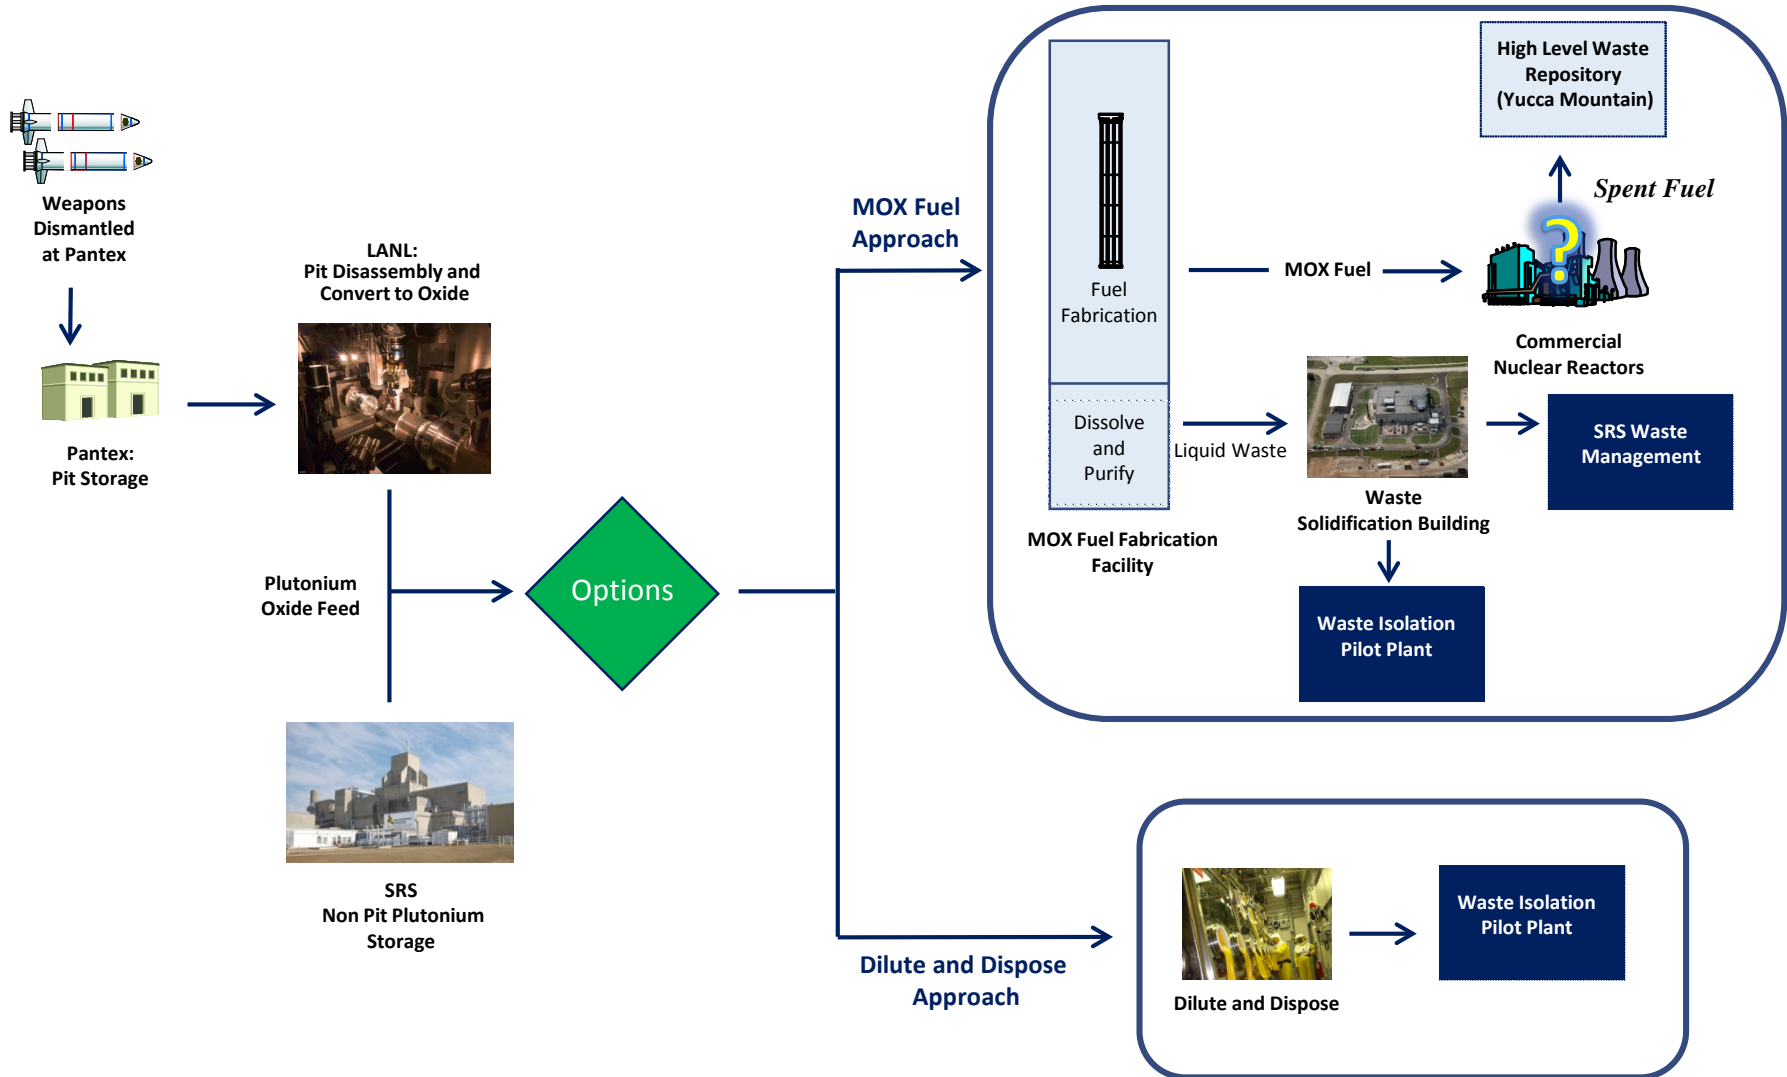 Weapons
Dismantled
at Pantex
Pantex:
Pit Storage
LANL:
Pit Disassembly and
Convert to Oxide
Plutonium
Oxide Feed
SRS
Non Pit Plutonium
Storage
Options
MOX Fuel
Approach
Fuel
Fabrication
Dissolve
and
Purify
MOX Fuel Fabrication
Facility
MOX Fuel
High Level Waste
Repository
(Yucca Mountain)
Spent Fuel
?
Commercial
Nuclear Reactors
Liquid Waste
Waste
Solidification Building
SRS Waste
Management
Waste Isolation
Pilot Plant
Dilute and Dispose
Approach
Dilute and Dispose
Waste Isolation
Pilot Plant